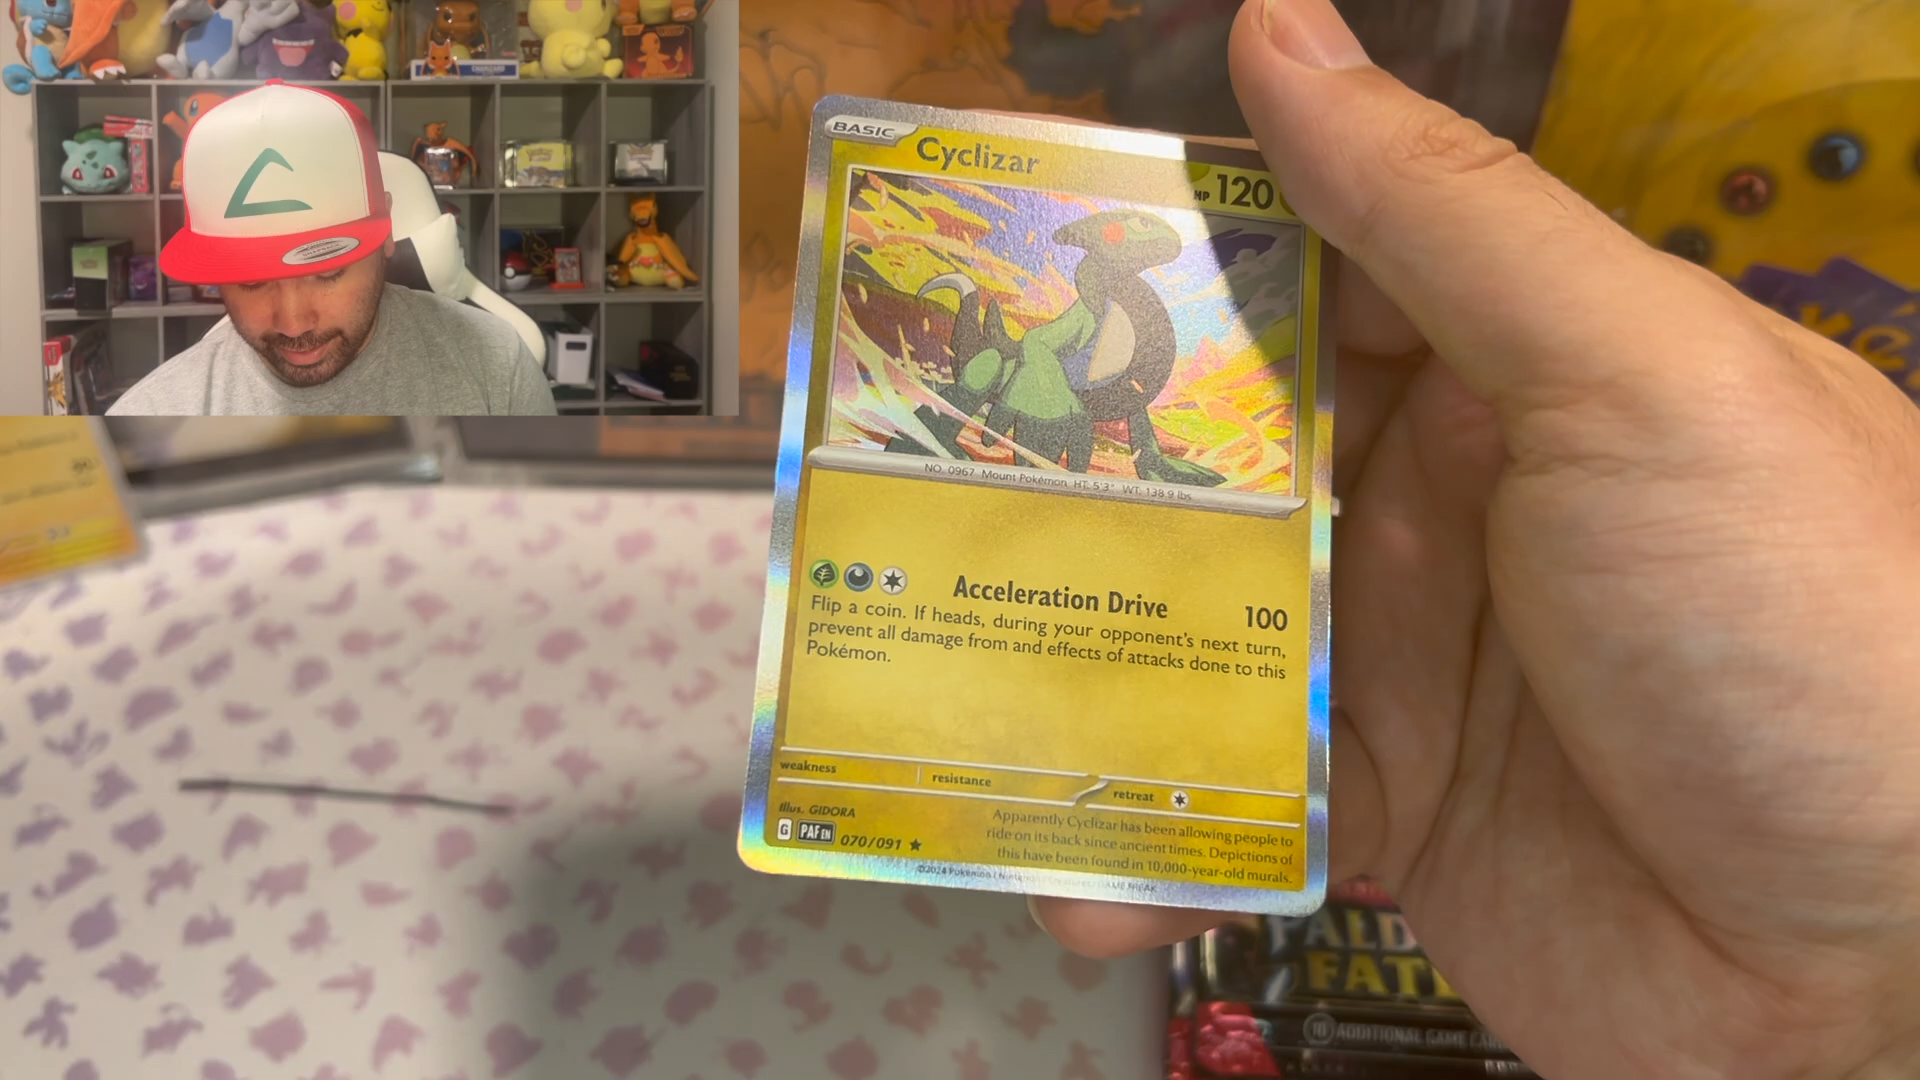 BASIC
Cyclizar
HP 120
NO. 0967 Mount Pokémon HT: 5'3" WT: 138.9 lbs.
Acceleration Drive 100
Flip a coin. If heads, during your opponent's next turn,
prevent all damage from and effects of attacks done to this
Pokémon.
weakness
resistance
retreat
Illus. GIDORA
G PAF EN 070/091
Apparently Cyclizar has been allowing people to
ride on its back since ancient times. Depictions of
this have been found in 10,000-year-old murals.
PALD
FAT
10 ADDITIONAL GAME CAR